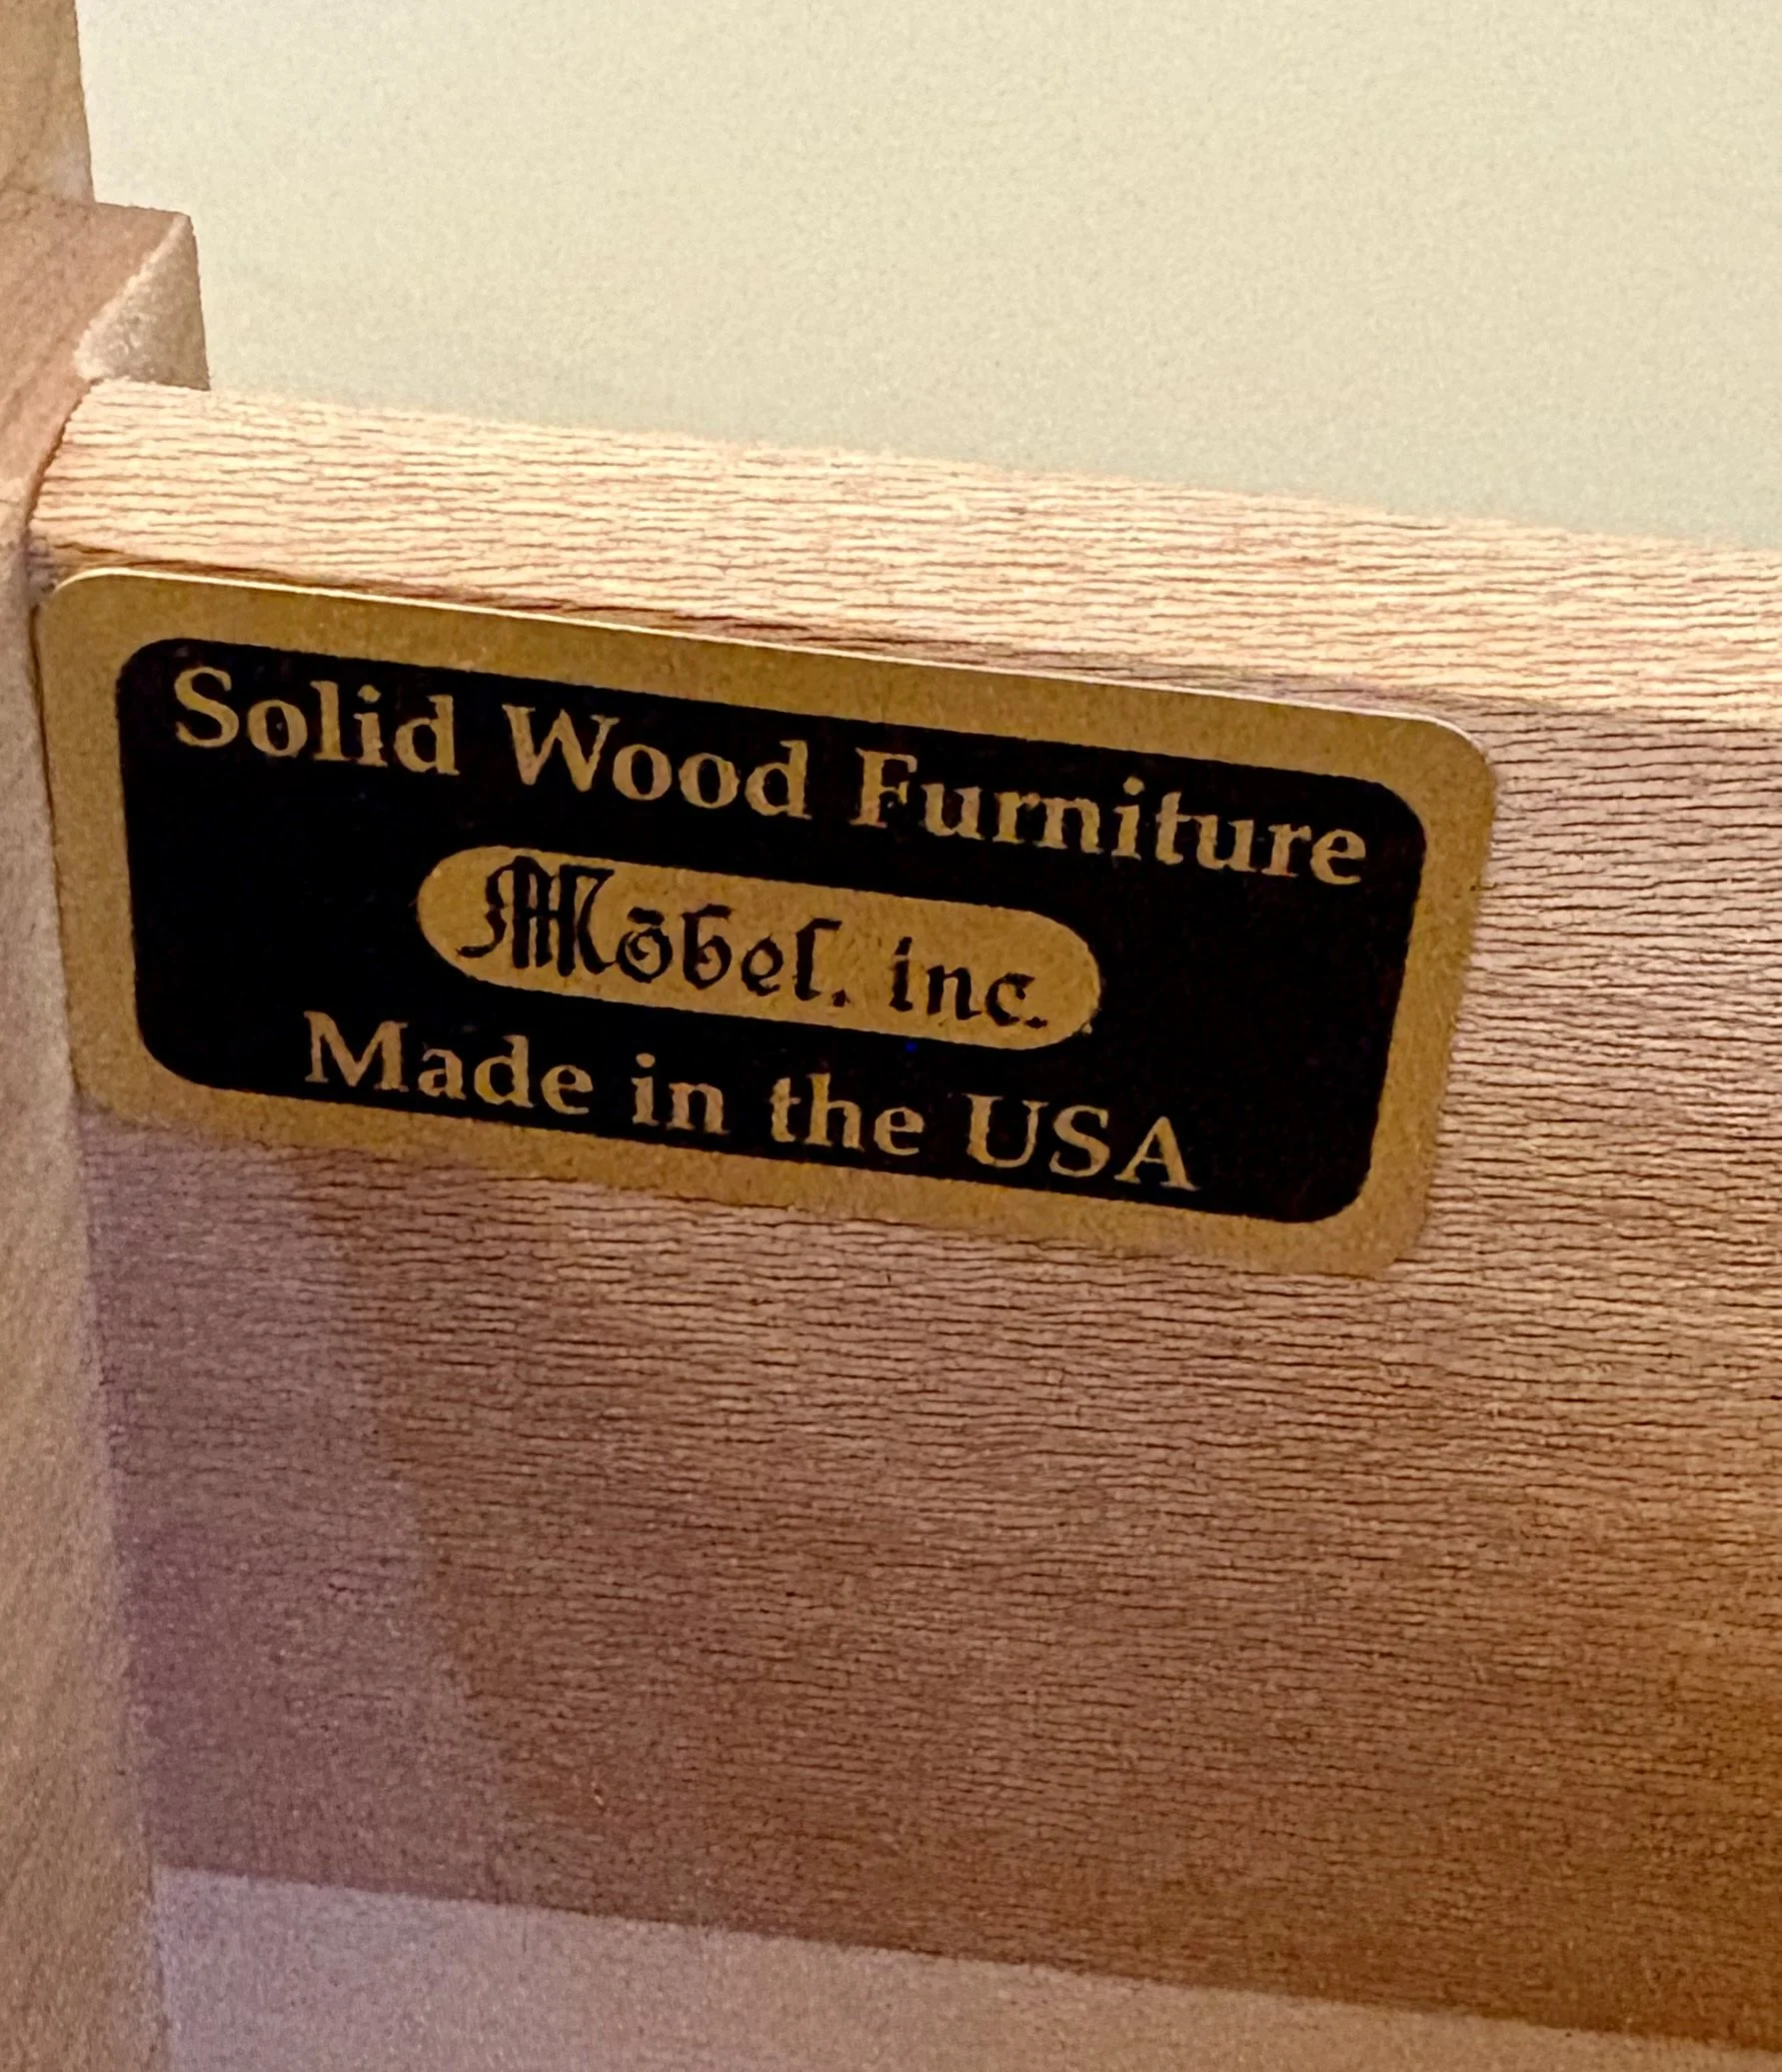 Solid Wood Furniture
Möbel. inc.
Made in the USA